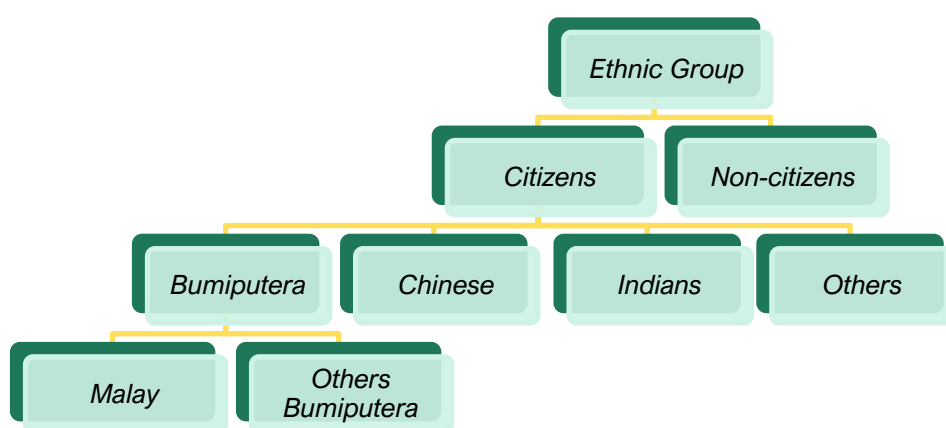 Ethnic Group
Citizens
Non-citizens
Bumiputera
Chinese
Indians
Others
Malay
Others
Bumiputera